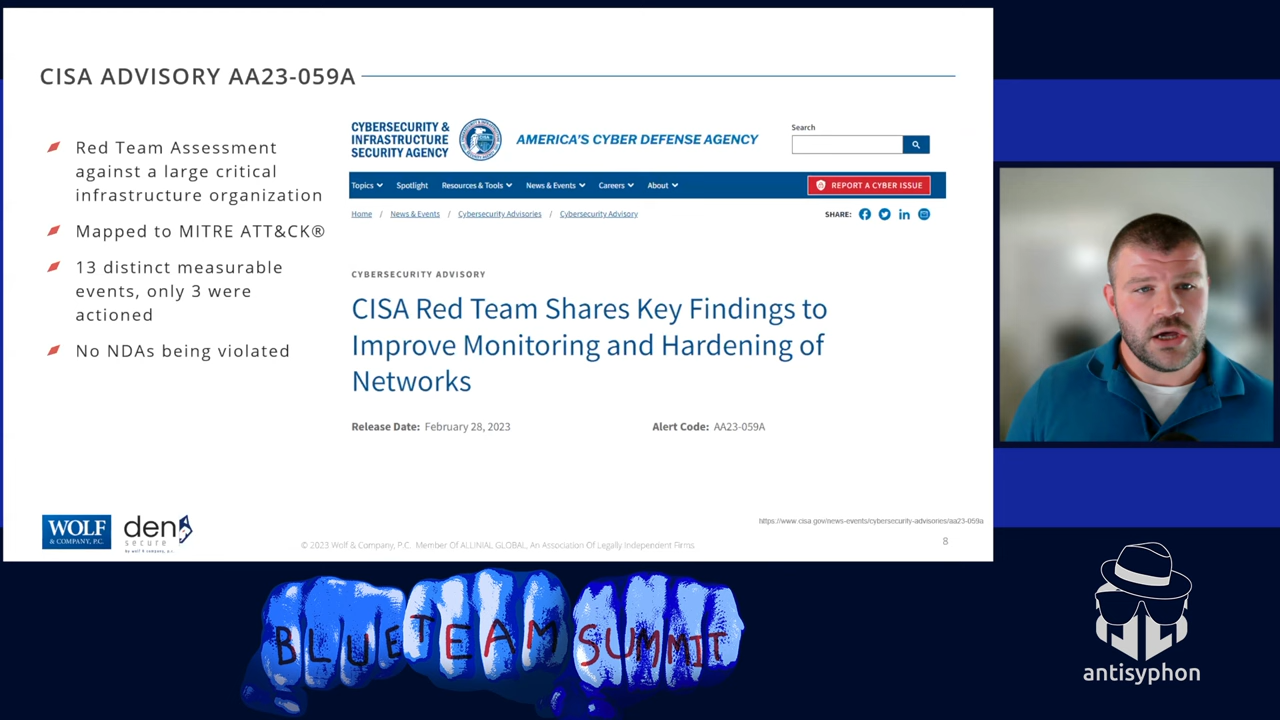 CISA ADVISORY AA23-059A
Red Team Assessment
against a large critical
infrastructure organization
Mapped to MITRE ATT&CK®
13 distinct measurable
events, only 3 were
actioned
No NDAs being violated
CYBERSECURITY &
INFRASTRUCTURE
SECURITY AGENCY
AMERICA'S CYBER DEFENSE AGENCY
Search
Topics Spotlight Resources & Tools News & Events Careers About REPORT A CYBER ISSUE
Home / News & Events / Cybersecurity Advisories / Cybersecurity Advisory SHARE:
CYBERSECURITY ADVISORY
CISA Red Team Shares Key Findings to
Improve Monitoring and Hardening of
Networks
Release Date: February 28, 2023 Alert Code: AA23-059A
https://www.cisa.gov/news-events/cybersecurity-advisories/aa23-059a
WOLF
& COMPANY, P.C.
den
secure
by wolf & company, p.c.
© 2023 Wolf & Company, P.C. Member Of ALLINIAL GLOBAL, An Association Of Legally Independent Firms
8
BLUE TEAM SUMMIT
antisyphon